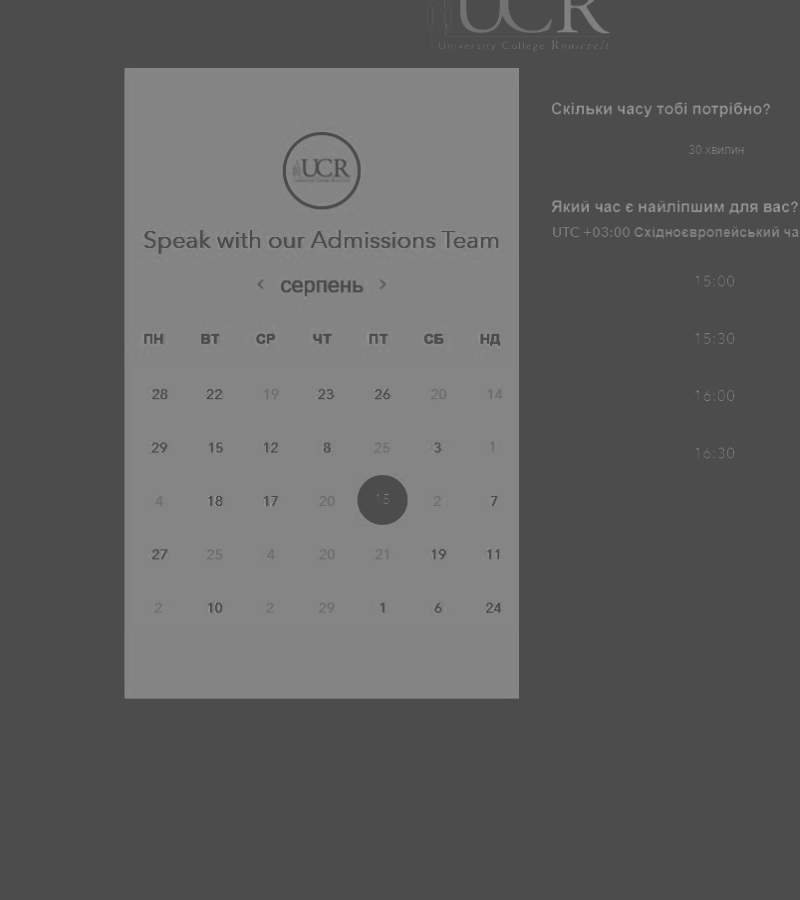 UCR
University College Roosevelt
UCR
Speak with our Admissions Team
серпень
ПН ВТ СР ЧТ ПТ СБ НД
28 22 19 23 26 20 14
29 15 12 8 25 3 1
4 18 17 20 15 2 7
27 25 4 20 21 19 11
2 10 2 29 1 6 24
Скільки часу тобі потрібно?
30 хвилин
Який час є найліпшим для вас?
UTC +03:00 Східноєвропейський ча
15:00
15:30
16:00
16:30